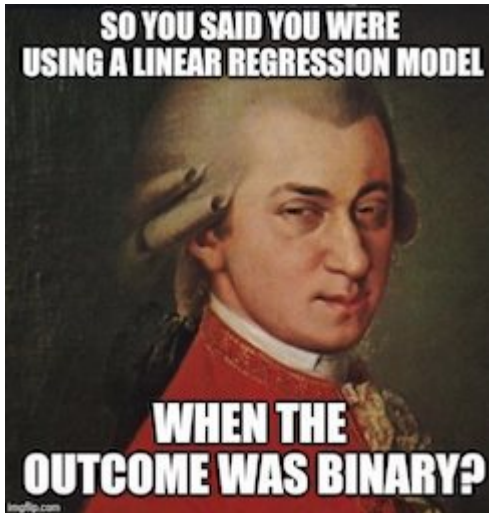 SO YOU SAID YOU WERE
USING A LINEAR REGRESSION MODEL
WHEN THE
OUTCOME WAS BINARY?
imgflip.com